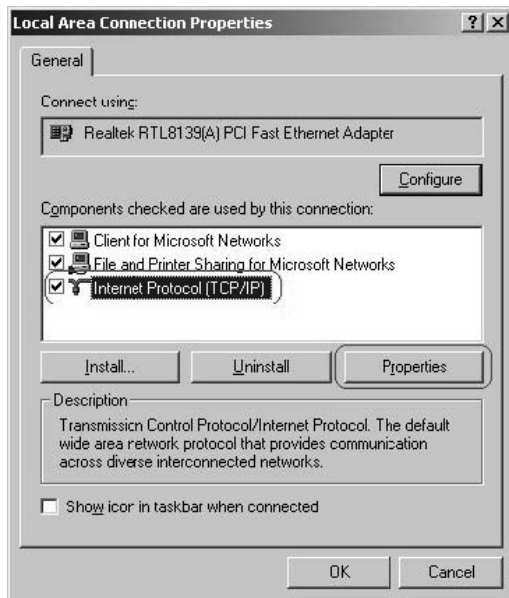 Local Area Connection Properties
General
Connect using:
Realtek RTL8139(A) PCI Fast Ethernet Adapter
Configure
Components checked are used by this connection:
Client for Microsoft Networks
File and Printer Sharing for Microsoft Networks
Internet Protocol (TCP/IP)
Install...
Uninstall
Properties
Description
Transmission Control Protocol/Internet Protocol. The default
wide area network protocol that provides communication
across diverse interconnected networks.
Show icon in taskbar when connected
OK
Cancel